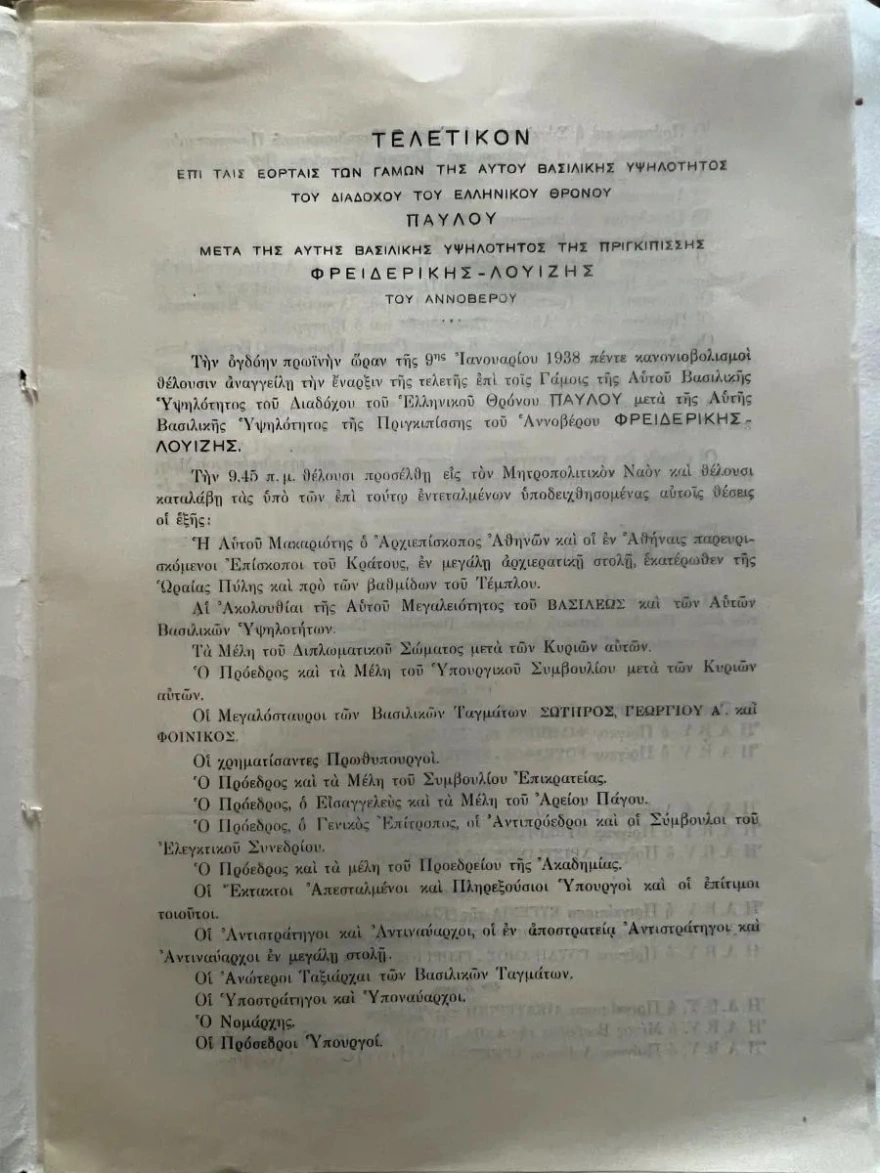 ΤΕΛΕΤΙΚΟΝ
ΕΠΙ ΤΑΙΣ ΕΟΡΤΑΙΣ ΤΩΝ ΓΑΜΩΝ ΤΗΣ ΑΥΤΟΥ ΒΑΣΙΛΙΚΗΣ ΥΨΗΛΟΤΗΤΟΣ
ΤΟΥ ΔΙΑΔΟΧΟΥ ΤΟΥ ΕΛΛΗΝΙΚΟΥ ΘΡΟΝΟΥ
ΠΑΥΛΟΥ
ΜΕΤΑ ΤΗΣ ΑΥΤΗΣ ΒΑΣΙΛΙΚΗΣ ΥΨΗΛΟΤΗΤΟΣ ΤΗΣ ΠΡΙΓΚΙΠΙΣΣΗΣ
ΦΡΕΙΔΕΡΙΚΗΣ-ΛΟΥΙΖΗΣ
ΤΟΥ ΑΝΝΟΒΕΡΟΥ
Τὴν ὀγδόην πρωϊνὴν ὥραν τῆς 9ης Ἰανουαρίου 1938 πέντε κανονιοβολισμοὶ
θέλουσιν ἀναγγείλῃ τὴν ἔναρξιν τῆς τελετῆς ἐπὶ τοῖς Γάμοις τῆς Αὐτοῦ Βασιλικῆς
Ὑψηλότητος τοῦ Διαδόχου τοῦ Ἑλληνικοῦ Θρόνου ΠΑΥΛΟΥ μετὰ τῆς Αὐτῆς
Βασιλικῆς Ὑψηλότητος τῆς Πριγκιπίσσης τοῦ Ἀννοβέρου ΦΡΕΙΔΕΡΙΚΗΣ-
ΛΟΥΙΖΗΣ.
Τὴν 9.45 π.μ. θέλουσι προσέλθῃ εἰς τὸν Μητροπολιτικὸν Ναὸν καὶ θέλουσι
καταλάβῃ τὰς ὑπὸ τῶν ἐπὶ τούτῳ ἐντεταλμένων ὑποδειχθησομένας αὐτοῖς θέσεις
οἱ ἑξῆς:
Ἡ Αὐτοῦ Μακαριότης ὁ Ἀρχιεπίσκοπος Ἀθηνῶν καὶ οἱ ἐν Ἀθήναις παρευρι-
σκόμενοι Ἐπίσκοποι τοῦ Κράτους, ἐν μεγάλῃ ἀρχιερατικῇ στολῇ, ἑκατέρωθεν τῆς
Ὡραίας Πύλης καὶ πρὸ τῶν βαθμίδων τοῦ Τέμπλου.
Αἱ Ἀκολουθίαι τῆς Αὐτοῦ Μεγαλειότητος τοῦ ΒΑΣΙΛΕΩΣ καὶ τῶν Αὐτῶν
Βασιλικῶν Ὑψηλοτήτων.
Τὰ Μέλη τοῦ Διπλωματικοῦ Σώματος μετὰ τῶν Κυριῶν αὐτῶν.
Ὁ Πρόεδρος καὶ τὰ Μέλη τοῦ Ὑπουργικοῦ Συμβουλίου μετὰ τῶν Κυριῶν
αὐτῶν.
Οἱ Μεγαλόσταυροι τῶν Βασιλικῶν Ταγμάτων ΣΩΤΗΡΟΣ, ΓΕΩΡΓΙΟΥ Α΄. καὶ
ΦΟΙΝΙΚΟΣ.
Οἱ χρηματίσαντες Πρωθυπουργοί.
Ὁ Πρόεδρος καὶ τὰ Μέλη τοῦ Συμβουλίου Ἐπικρατείας.
Ὁ Πρόεδρος, ὁ Εἰσαγγελεὺς καὶ τὰ Μέλη τοῦ Ἀρείου Πάγου.
Ὁ Πρόεδρος, ὁ Γενικὸς Ἐπίτροπος, οἱ Ἀντιπρόεδροι καὶ οἱ Σύμβουλοι τοῦ
Ἐλεγκτικοῦ Συνεδρίου.
Ὁ Πρόεδρος καὶ τὰ μέλη τοῦ Προεδρείου τῆς Ἀκαδημίας.
Οἱ Ἔκτακτοι Ἀπεσταλμένοι καὶ Πληρεξούσιοι Ὑπουργοὶ καὶ οἱ ἐπίτιμοι
τοιοῦτοι.
Οἱ Ἀντιστράτηγοι καὶ Ἀντιναύαρχοι, οἱ ἐν ἀποστρατείᾳ Ἀντιστράτηγοι καὶ
Ἀντιναύαρχοι ἐν μεγάλῃ στολῇ.
Οἱ Ἀνώτεροι Ταξιάρχαι τῶν Βασιλικῶν Ταγμάτων.
Οἱ Ὑποστράτηγοι καὶ Ὑποναύαρχοι.
Ὁ Νομάρχης.
Οἱ Πρόσεδροι Ὑπουργοί.